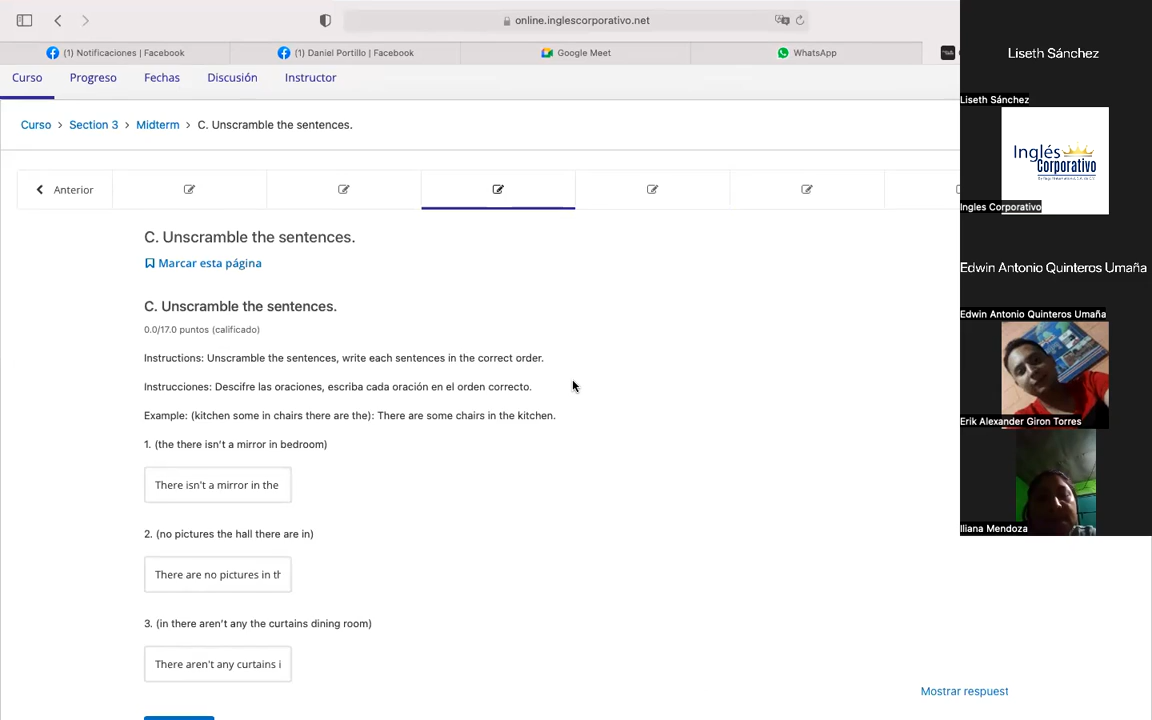 online.inglescorporativo.net
(1) Notificaciones | Facebook
(1) Daniel Portillo | Facebook
Google Meet
WhatsApp
Curso
Progreso
Fechas
Discusión
Instructor
Curso > Section 3 > Midterm > C. Unscramble the sentences.
Anterior
C. Unscramble the sentences.
Marcar esta página
C. Unscramble the sentences.
0.0/17.0 puntos (calificado)
Instructions: Unscramble the sentences, write each sentences in the correct order.
Instrucciones: Descifre las oraciones, escriba cada oración en el orden correcto.
Example: (kitchen some in chairs there are the): There are some chairs in the kitchen.
1. (the there isn't a mirror in bedroom)
There isn't a mirror in the
2. (no pictures the hall there are in)
There are no pictures in th
3. (in there aren't any the curtains dining room)
There aren't any curtains i
Mostrar respuest
Liseth Sánchez
Liseth Sánchez
Inglés
Corporativo
Ingles Corporativo
Edwin Antonio Quinteros Umaña
Edwin Antonio Quinteros Umaña
Erik Alexander Giron Torres
Iliana Mendoza